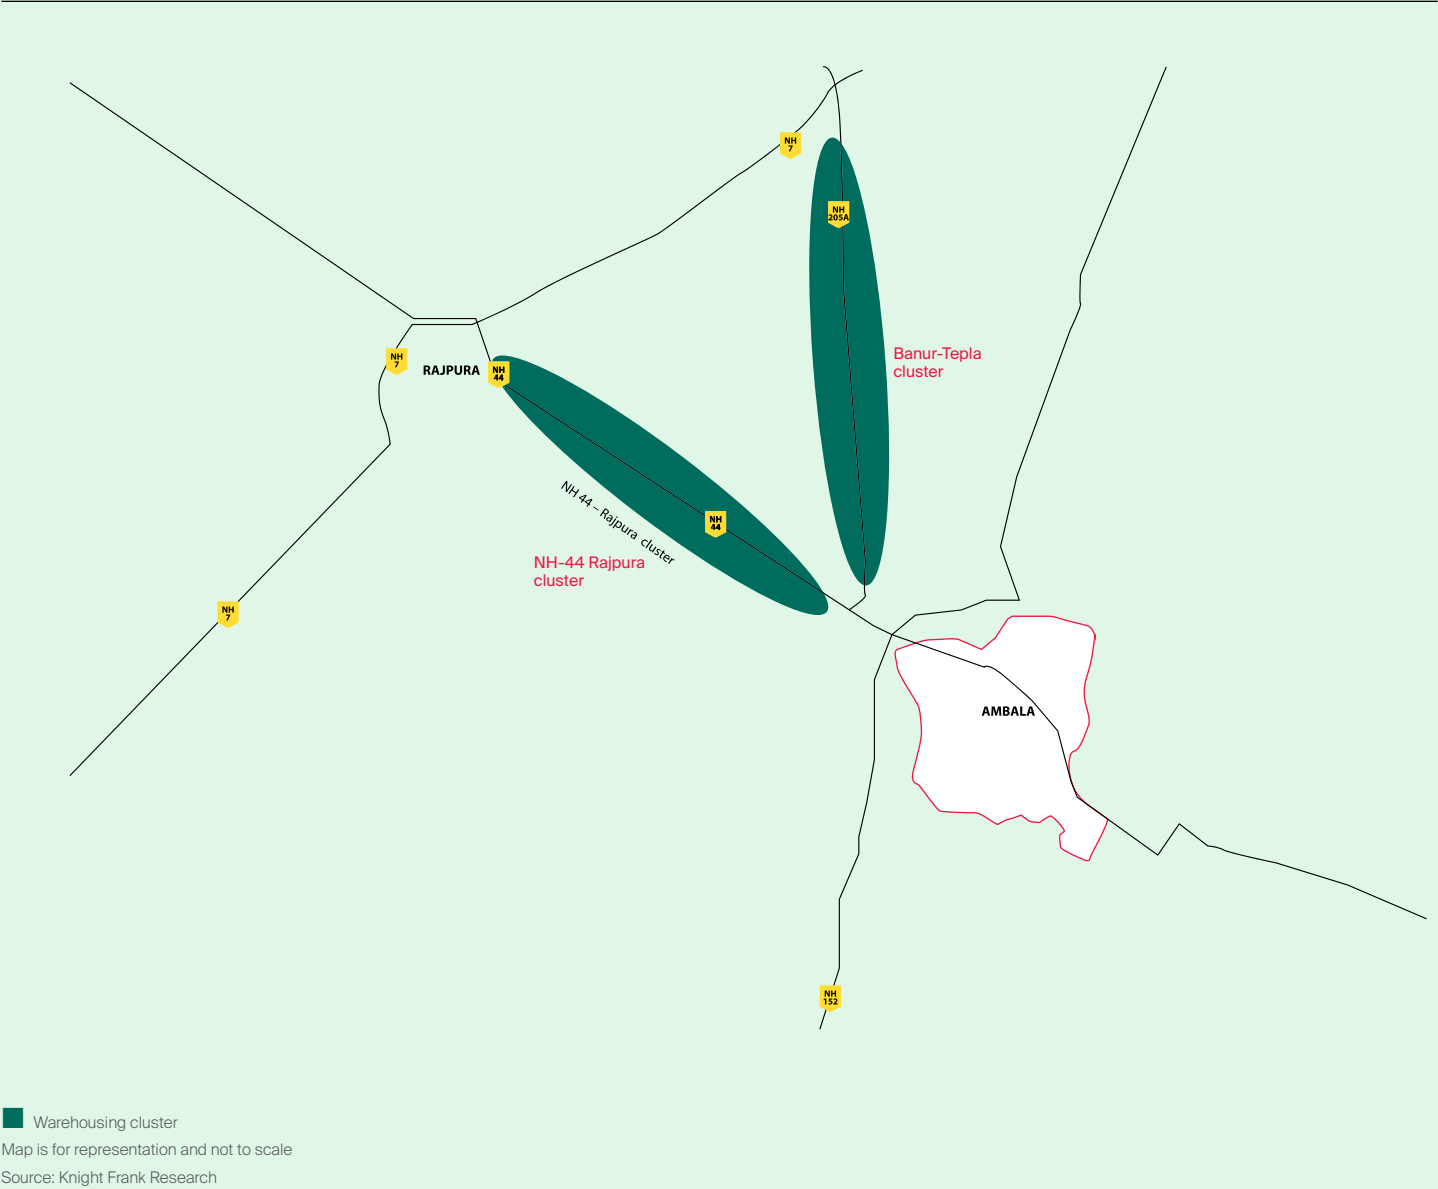 NH
7
NH
205A
Banur-Tepla
cluster
NH
7
RAJPURA
NH
44
NH 44 – Rajpura cluster
NH
44
NH-44 Rajpura
cluster
NH
7
AMBALA
NH
152
Warehousing cluster
Map is for representation and not to scale
Source: Knight Frank Research